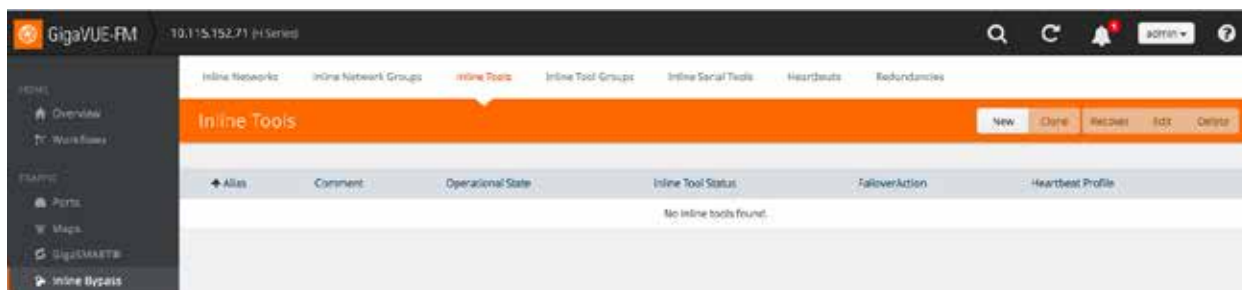 GigaVUE-FM
10.115.152.71 (H Series)
admin
Inline Networks
Inline Network Groups
Inline Tools
Inline Tool Groups
Inline Serial Tools
Heartbeats
Redundancies
HOME
Overview
Workflows
Inline Tools
New
Clone
Recover
Edit
Delete
TRAFFIC
Alias
Comment
Operational State
Inline Tool Status
FailoverAction
Heartbeat Profile
Ports
No inline tools found.
Maps
GigaSMART®
Inline Bypass